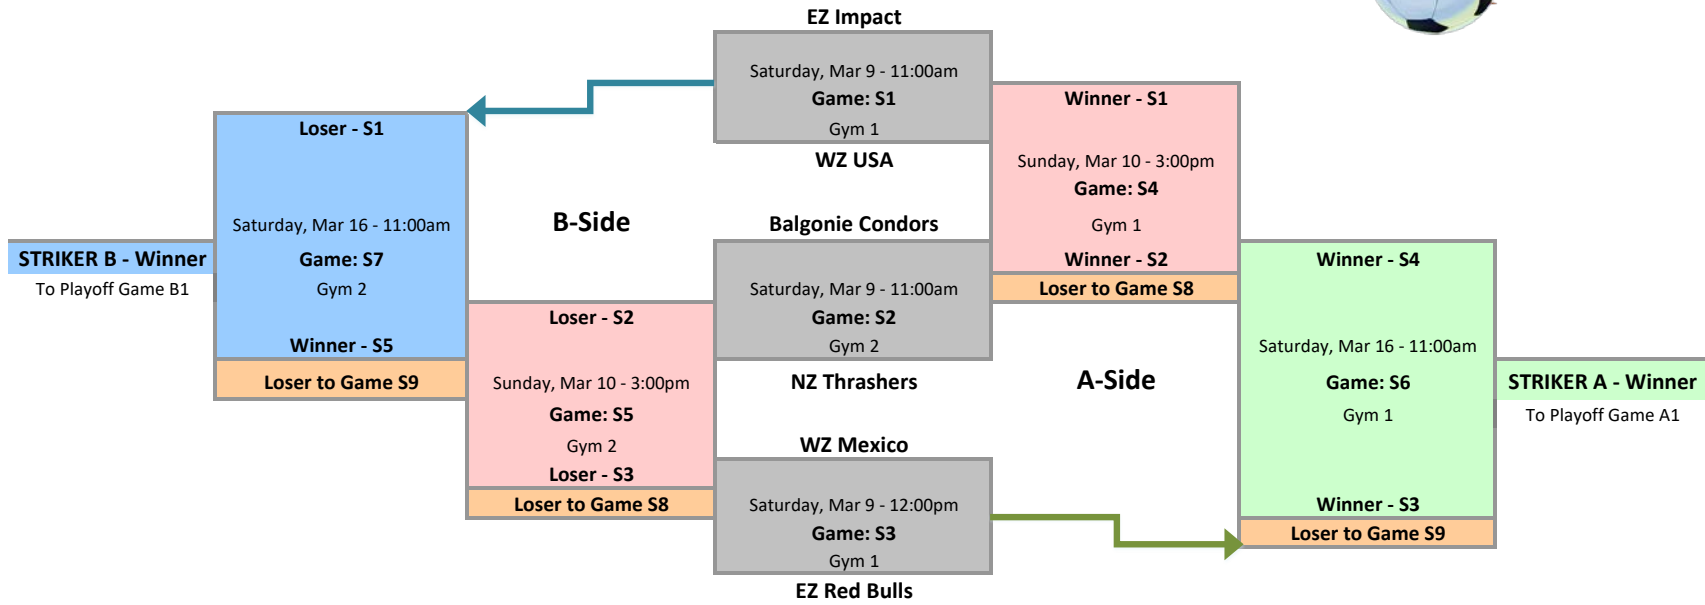 EZ Impact
Saturday, Mar 9 - 11:00am
Game: S1
Gym 1
WZ USA
Balgonie Condors
Saturday, Mar 9 - 11:00am
Game: S2
Gym 2
NZ Thrashers
WZ Mexico
Saturday, Mar 9 - 12:00pm
Game: S3
Gym 1
EZ Red Bulls
B-Side
Loser - S2
Sunday, Mar 10 - 3:00pm
Game: S5
Gym 2
Loser - S3
Loser to Game S8
Loser - S1
Saturday, Mar 16 - 11:00am
Game: S7
Gym 2
Winner - S5
Loser to Game S9
STRIKER B - Winner
To Playoff Game B1
A-Side
Winner - S1
Sunday, Mar 10 - 3:00pm
Game: S4
Gym 1
Winner - S2
Loser to Game S8
Winner - S4
Saturday, Mar 16 - 11:00am
Game: S6
Gym 1
Winner - S3
Loser to Game S9
STRIKER A - Winner
To Playoff Game A1